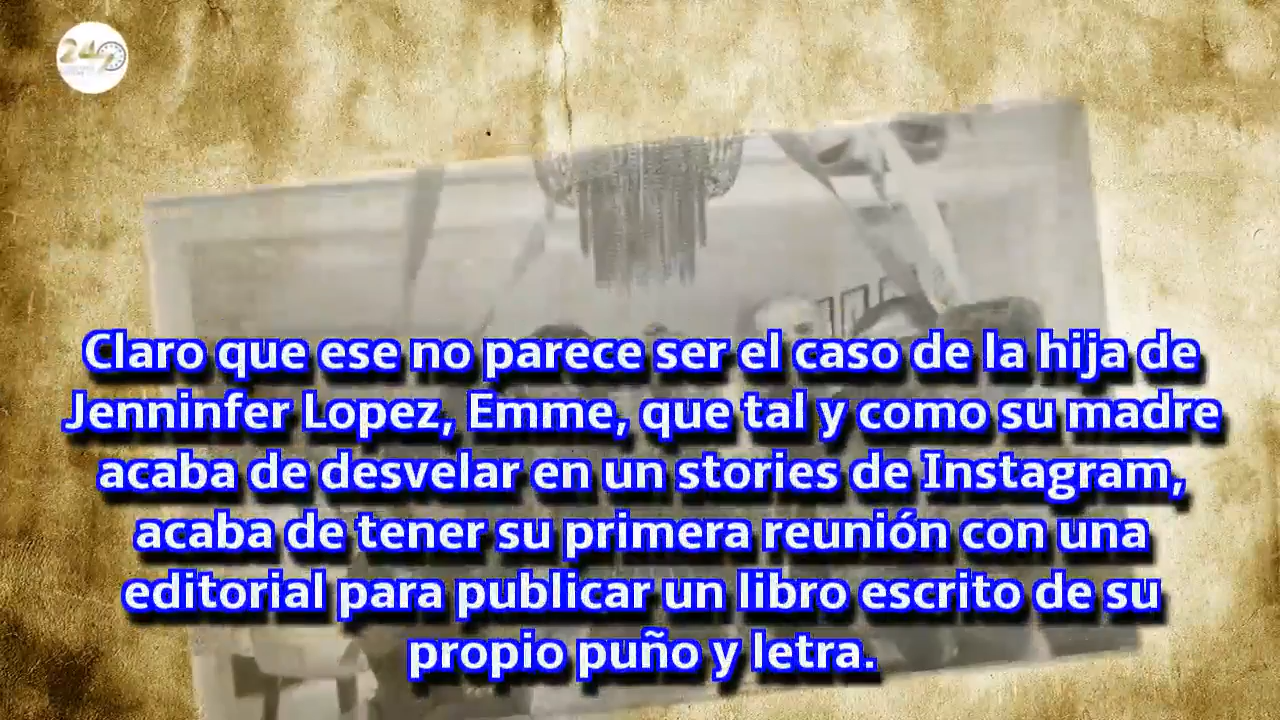 247
Claro que ese no parece ser el caso de la hija de
Jenninfer Lopez, Emme, que tal y como su madre
acaba de desvelar en un stories de Instagram,
acaba de tener su primera reunión con una
editorial para publicar un libro escrito de su
propio puño y letra.